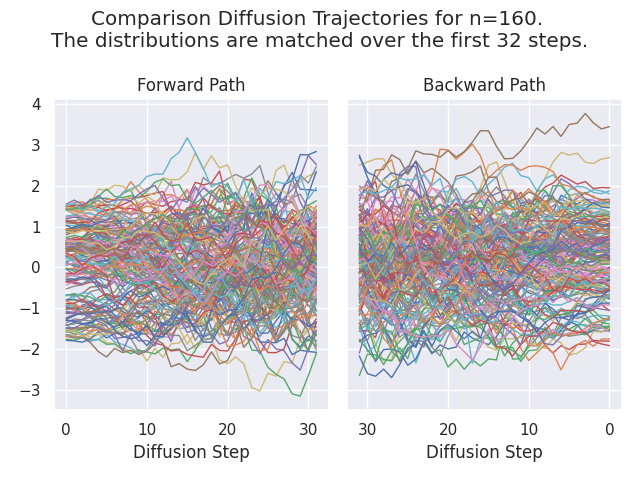 Comparison Diffusion Trajectories for n=160.
The distributions are matched over the first 32 steps.
Forward Path
Backward Path
4
3
2
1
0
−1
−2
−3
0 10 20 30
30 20 10 0
Diffusion Step
Diffusion Step